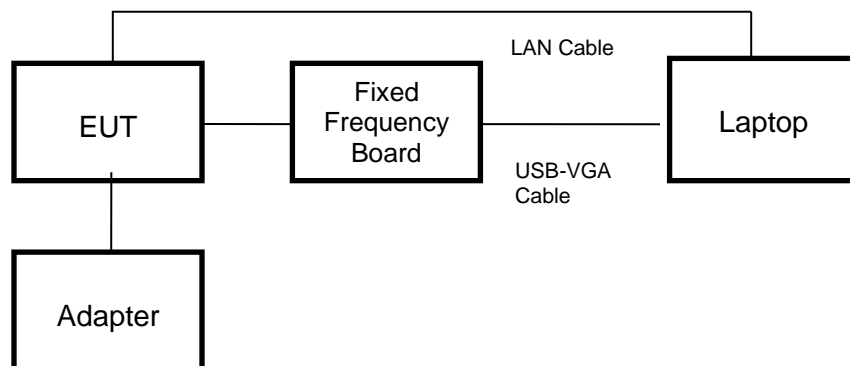 LAN Cable
EUT
Fixed
Frequency
Board
Laptop
USB-VGA
Cable
Adapter